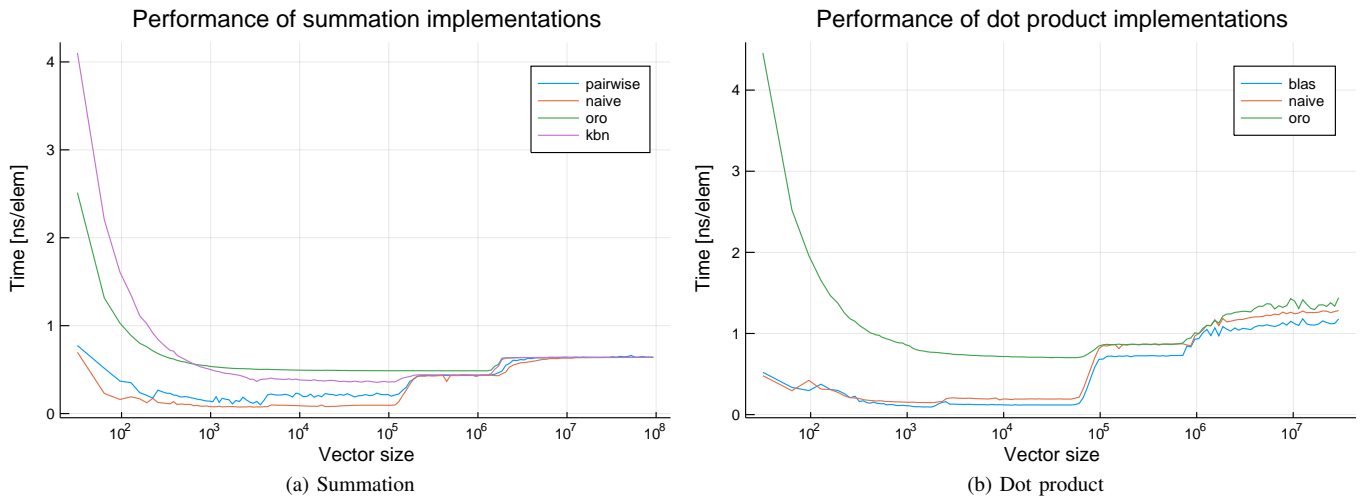 Performance of summation implementations
Time [ns/elem]
4
3
2
1
0
pairwise
naive
oro
kbn
10² 10³ 10⁴ 10⁵ 10⁶ 10⁷ 10⁸
Vector size
(a) Summation
Performance of dot product implementations
Time [ns/elem]
4
3
2
1
0
blas
naive
oro
10² 10³ 10⁴ 10⁵ 10⁶ 10⁷
Vector size
(b) Dot product